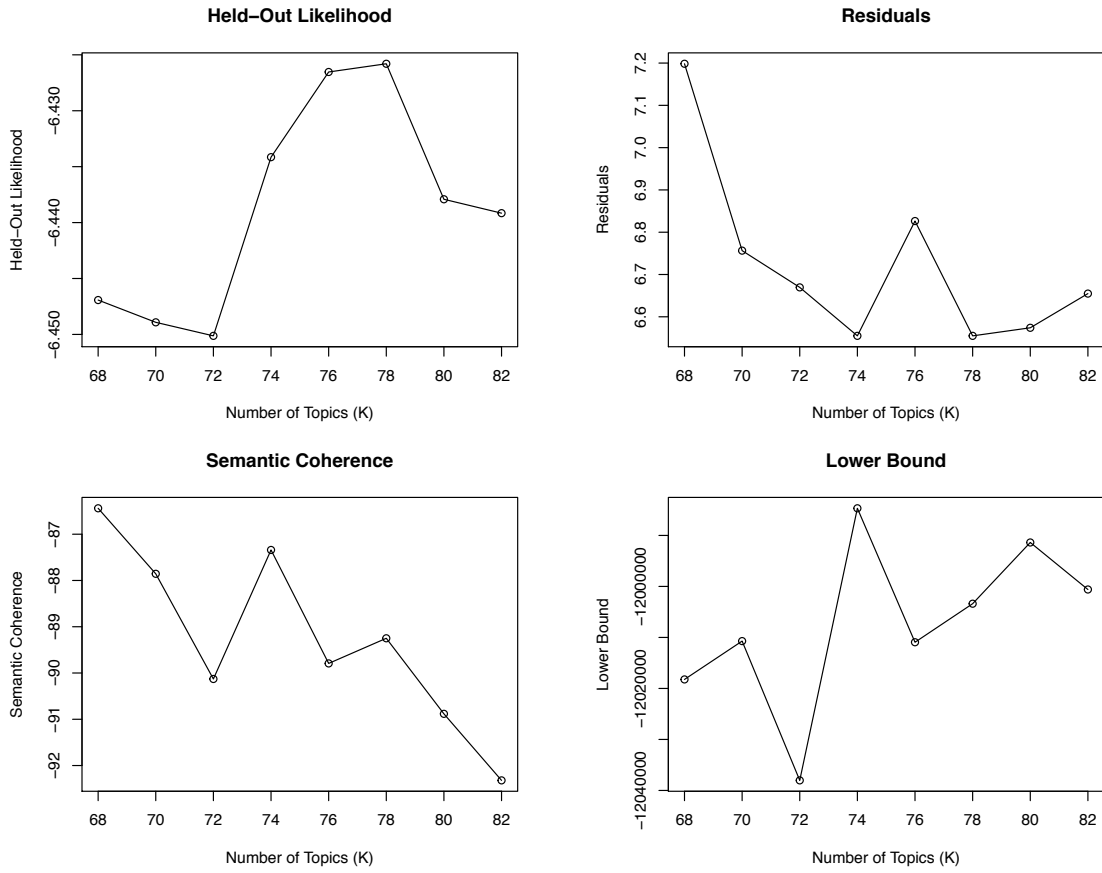 Held−Out Likelihood
Held−Out Likelihood
−6.430
−6.440
−6.450
68 70 72 74 76 78 80 82
Number of Topics (K)
Residuals
Residuals
7.2
7.1
7.0
6.9
6.8
6.7
6.6
68 70 72 74 76 78 80 82
Number of Topics (K)
Semantic Coherence
Semantic Coherence
−87
−88
−89
−90
−91
−92
68 70 72 74 76 78 80 82
Number of Topics (K)
Lower Bound
Lower Bound
−12000000
−12020000
−12040000
68 70 72 74 76 78 80 82
Number of Topics (K)